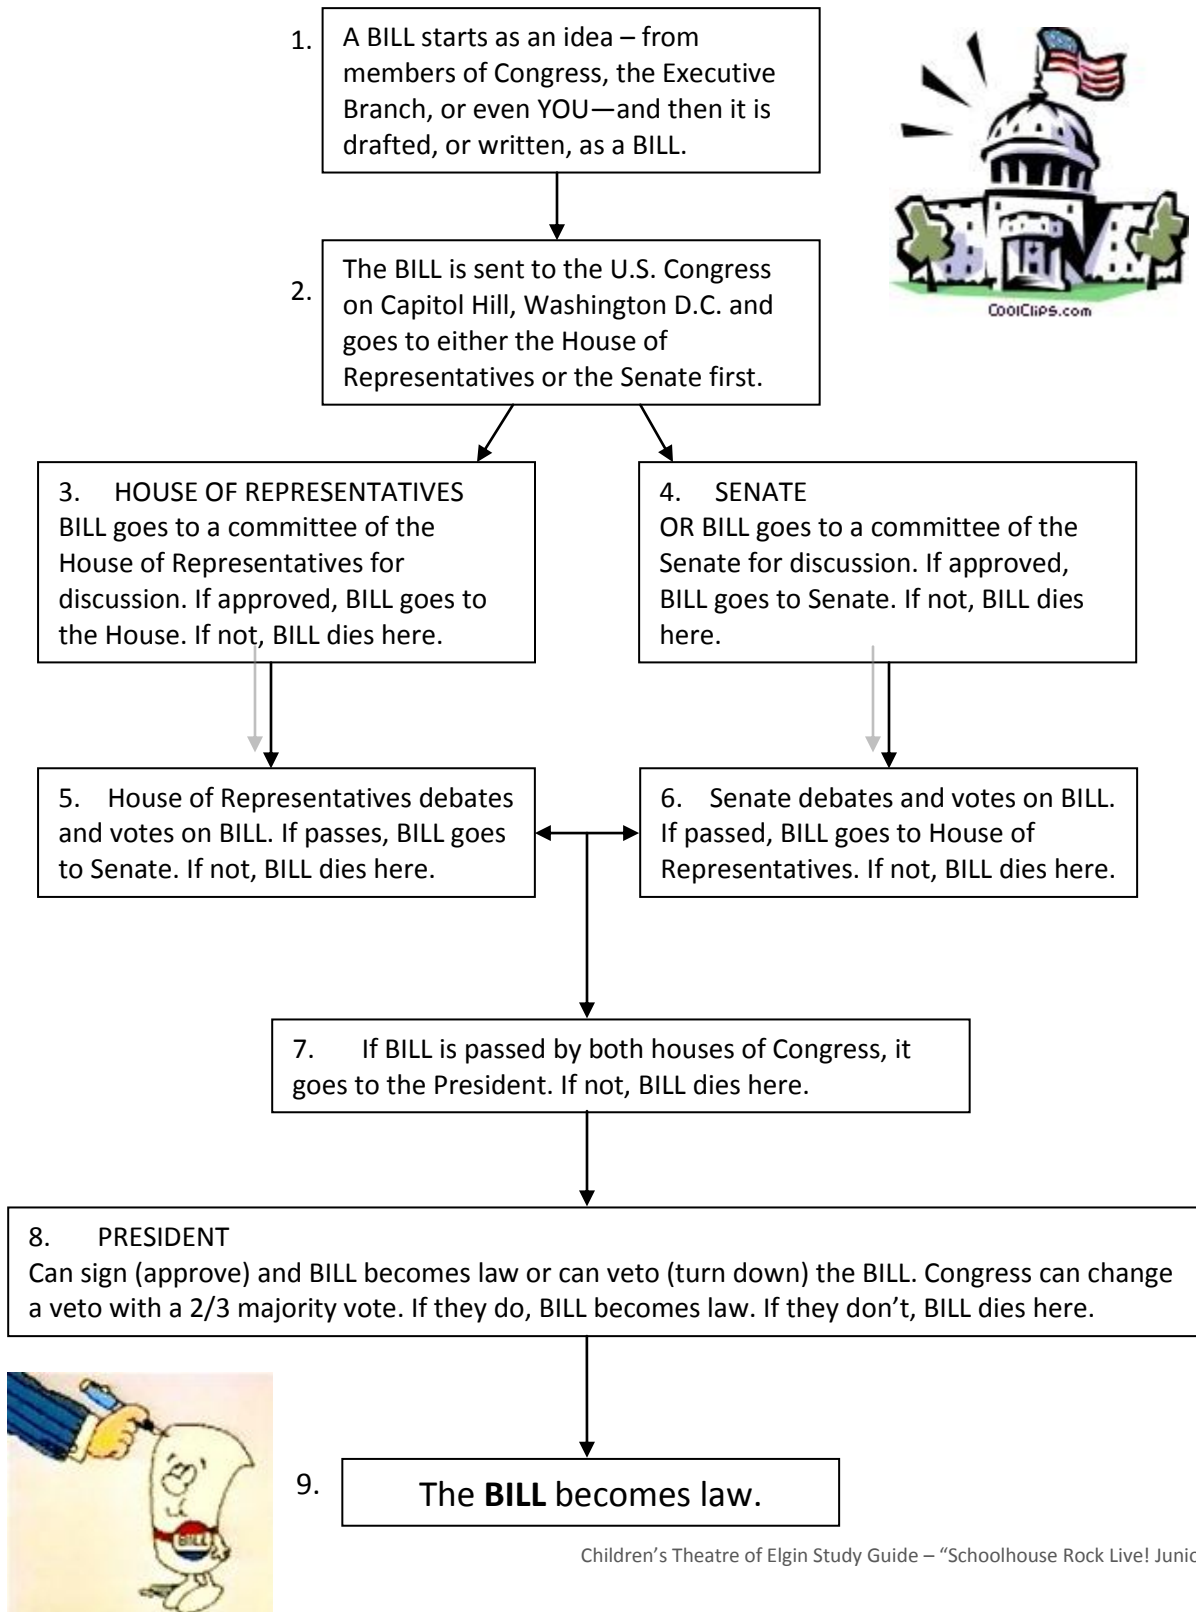 1.
A BILL starts as an idea – from
members of Congress, the Executive
Branch, or even YOU—and then it is
drafted, or written, as a BILL.
CoolClips.com
2.
The BILL is sent to the U.S. Congress
on Capitol Hill, Washington D.C. and
goes to either the House of
Representatives or the Senate first.
3. HOUSE OF REPRESENTATIVES
BILL goes to a committee of the
House of Representatives for
discussion. If approved, BILL goes to
the House. If not, BILL dies here.
4. SENATE
OR BILL goes to a committee of the
Senate for discussion. If approved,
BILL goes to Senate. If not, BILL dies
here.
5. House of Representatives debates
and votes on BILL. If passes, BILL goes
to Senate. If not, BILL dies here.
6. Senate debates and votes on BILL.
If passed, BILL goes to House of
Representatives. If not, BILL dies here.
7. If BILL is passed by both houses of Congress, it
goes to the President. If not, BILL dies here.
8. PRESIDENT
Can sign (approve) and BILL becomes law or can veto (turn down) the BILL. Congress can change
a veto with a 2/3 majority vote. If they do, BILL becomes law. If they don’t, BILL dies here.
BILL
9.
The BILL becomes law.
Children’s Theatre of Elgin Study Guide – “Schoolhouse Rock Live! Junio